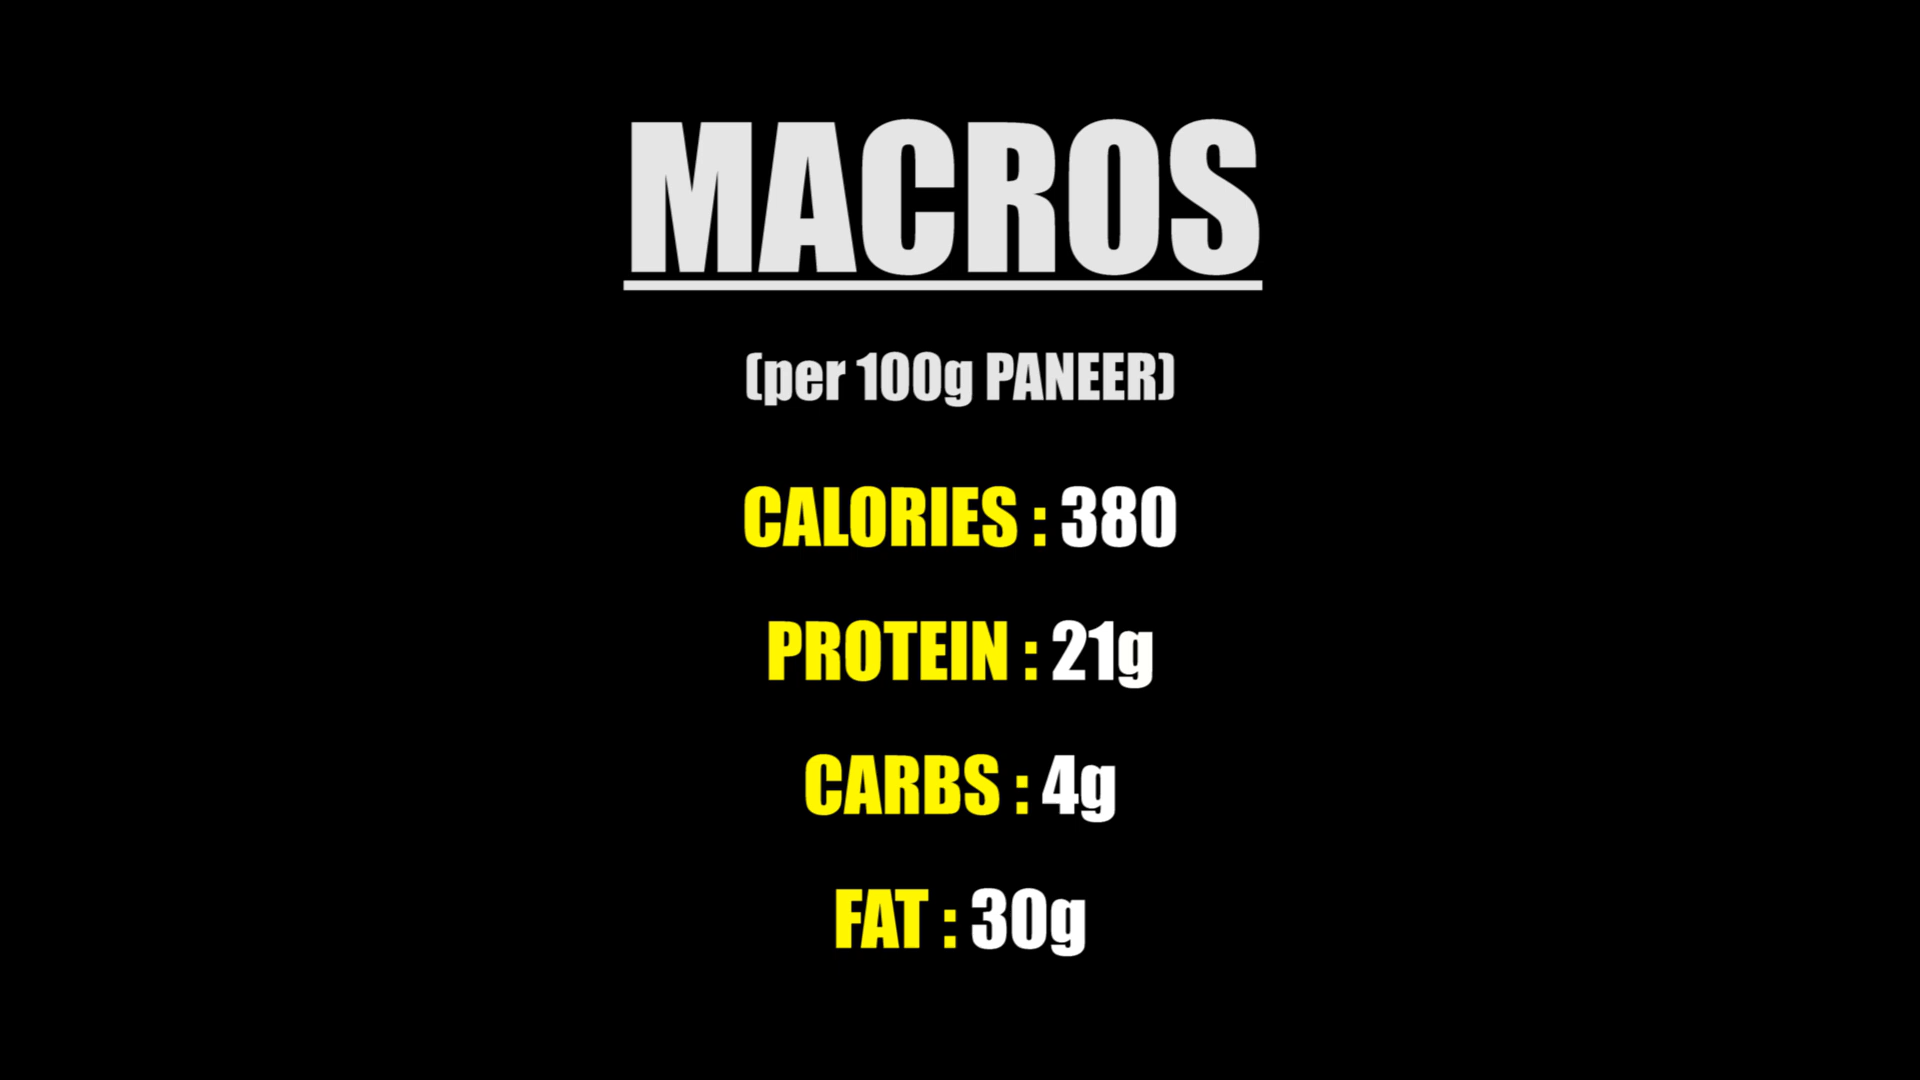 MACROS
(per 100g PANEER)
CALORIES : 380
PROTEIN : 21g
CARBS : 4g
FAT : 30g